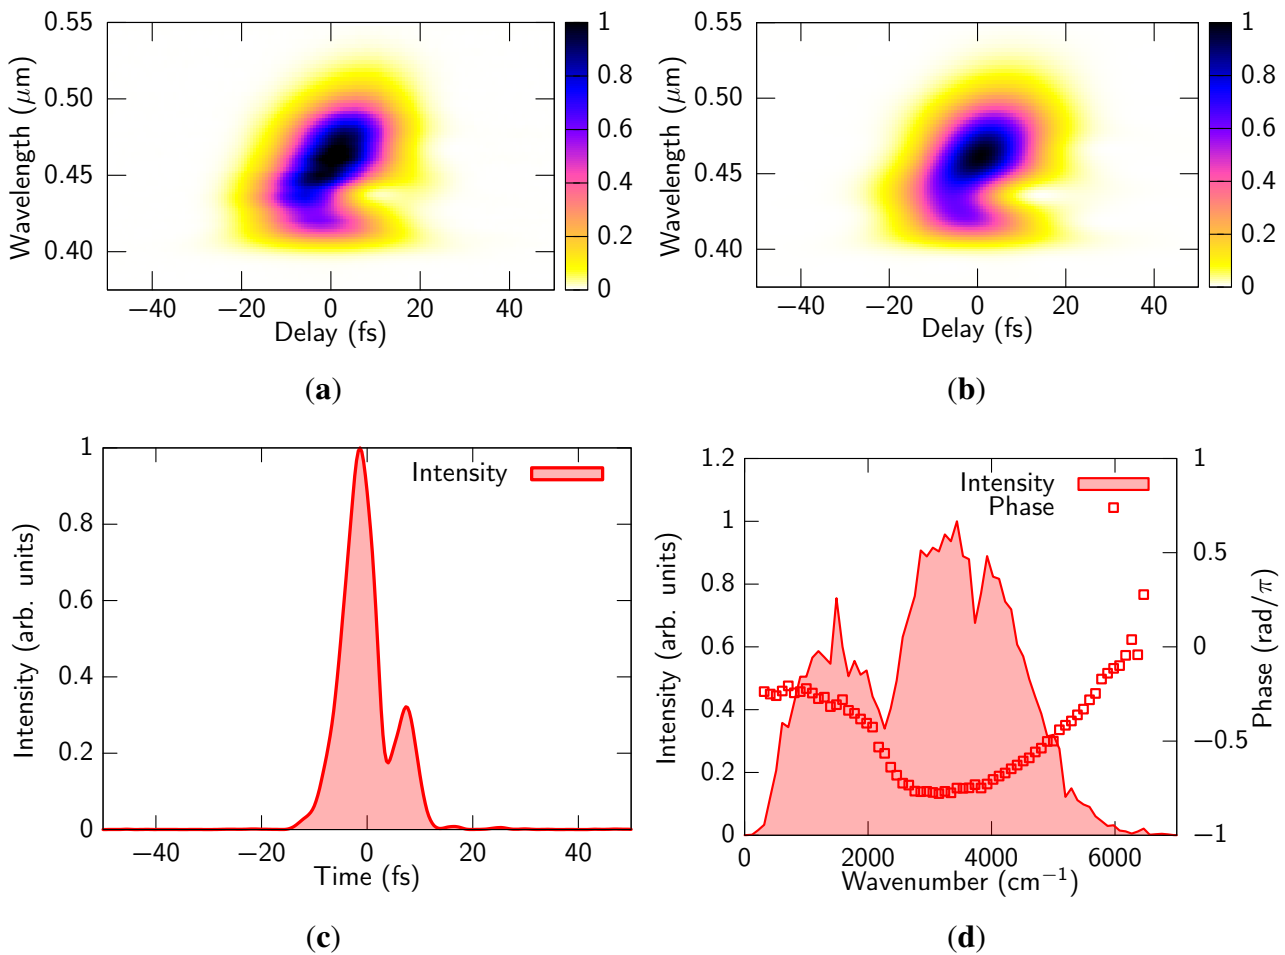 0.55
0.50
0.45
0.40
Wavelength (μm)
−40 −20 0 20 40
Delay (fs)
1
0.8
0.6
0.4
0.2
0
(a)
0.55
0.50
0.45
0.40
Wavelength (μm)
−40 −20 0 20 40
Delay (fs)
1
0.8
0.6
0.4
0.2
0
(b)
1
0.8
0.6
0.4
0.2
0
Intensity (arb. units)
Intensity
−40 −20 0 20 40
Time (fs)
(c)
1.2
1
0.8
0.6
0.4
0.2
0
Intensity (arb. units)
Intensity
Phase
1
0.5
0
−0.5
−1
Phase (rad/π)
0 2000 4000 6000
Wavenumber (cm⁻¹)
(d)